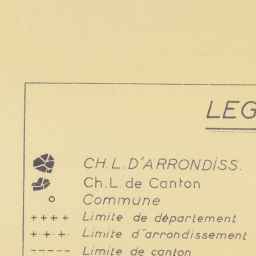 LEG
CH.L. D'ARRONDISS.
Ch.L. de Canton
Commune
Limite de département
Limite d'arrondissement
Limite de canton